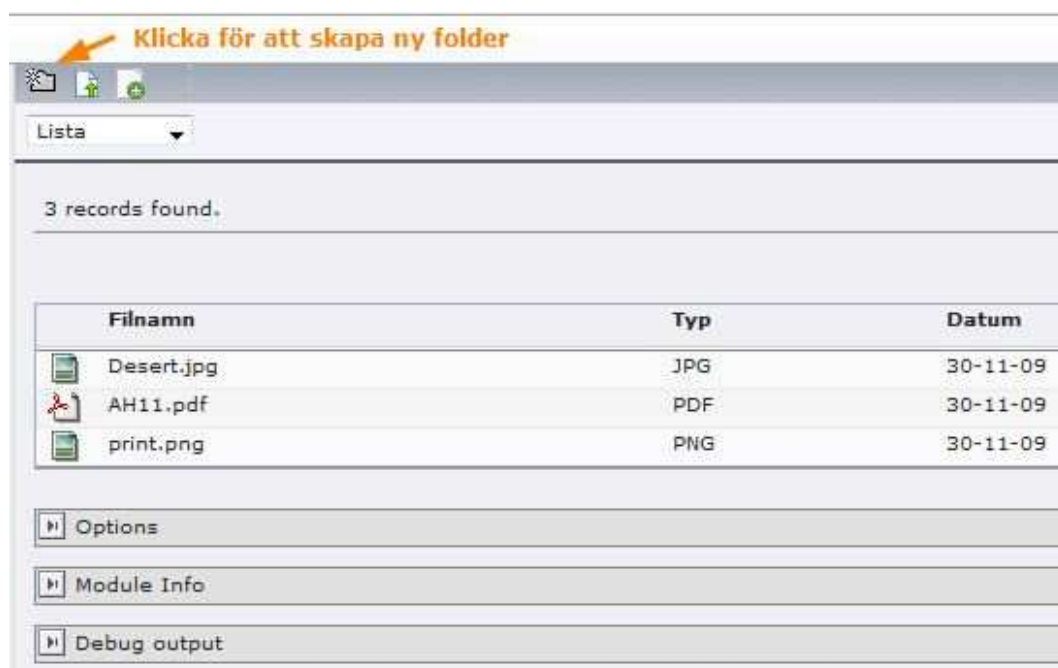 Klicka för att skapa ny folder
Lista
3 records found.
Filnamn Typ Datum
Desert.jpg JPG 30-11-09
AH11.pdf PDF 30-11-09
print.png PNG 30-11-09
Options
Module Info
Debug output